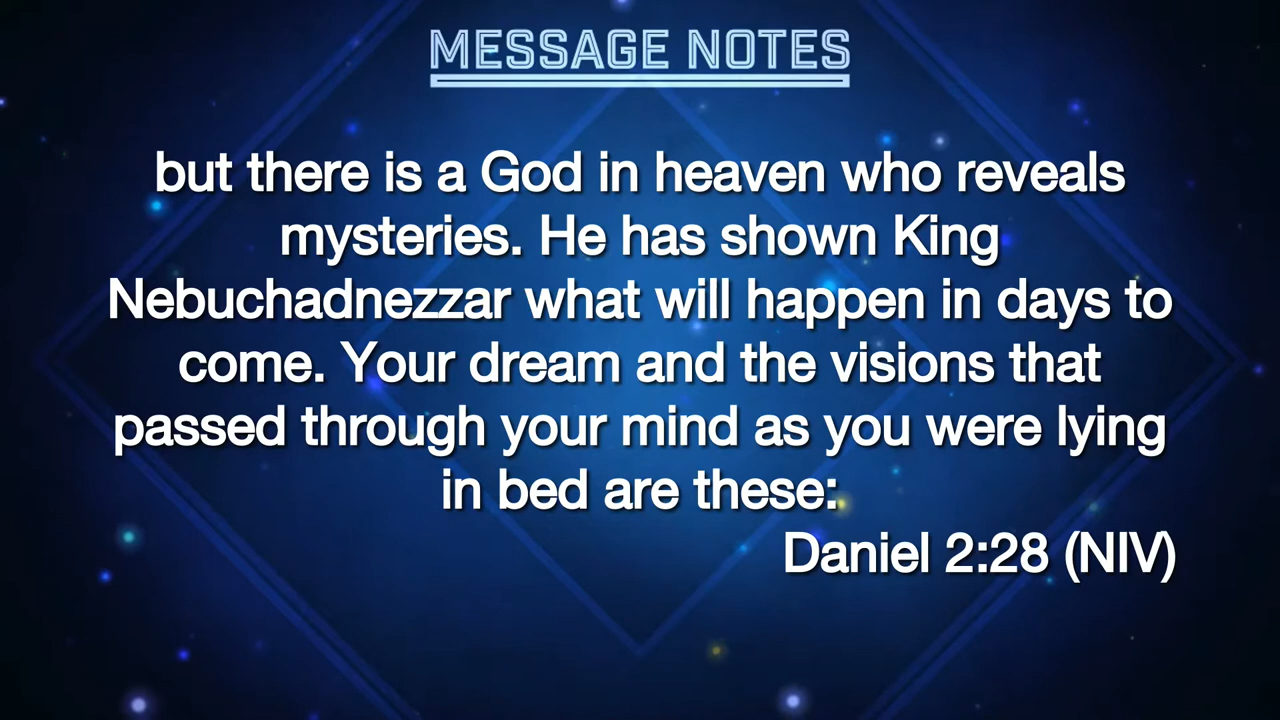 MESSAGE NOTES
but there is a God in heaven who reveals
mysteries. He has shown King
Nebuchadnezzar what will happen in days to
come. Your dream and the visions that
passed through your mind as you were lying
in bed are these:
Daniel 2:28 (NIV)